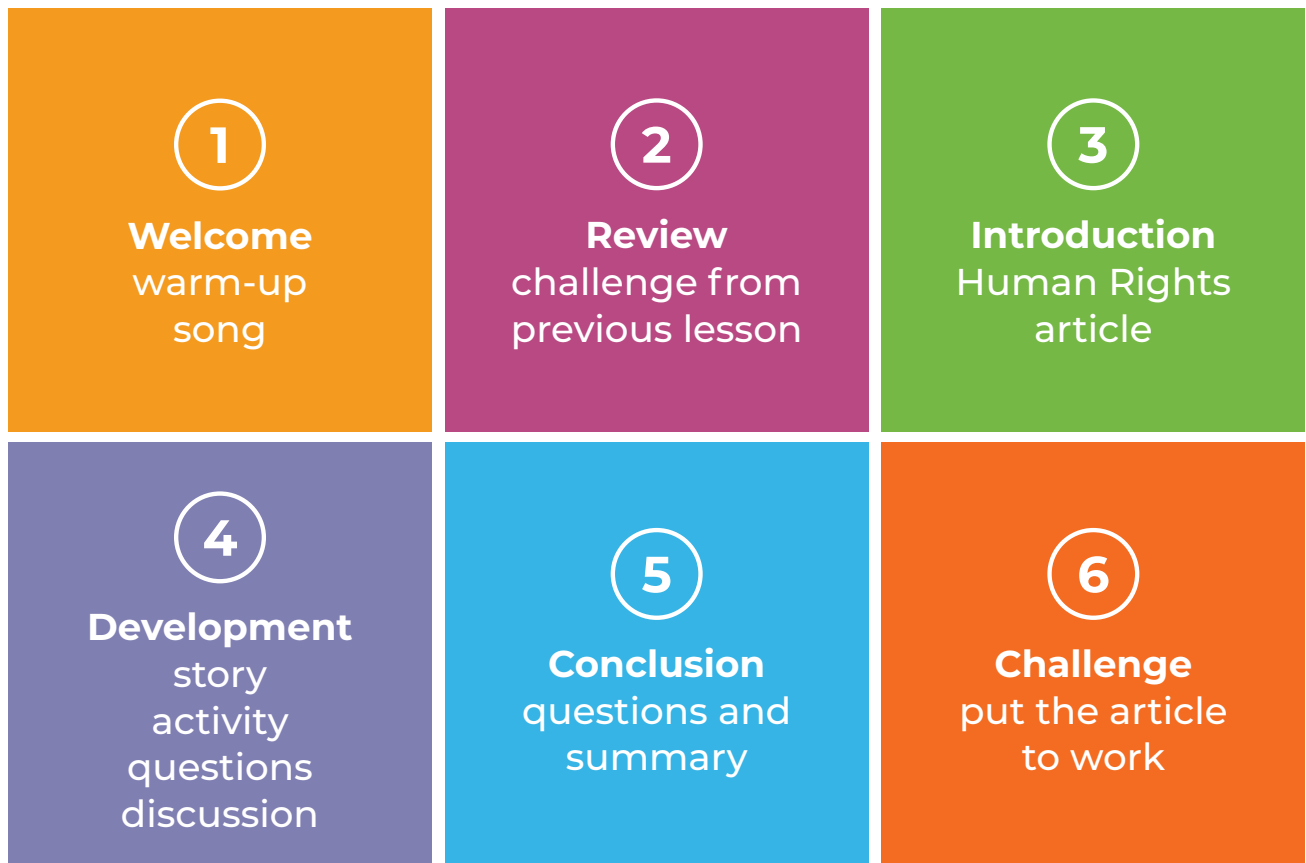 1
Welcome
warm-up
song
2
Review
challenge from
previous lesson
3
Introduction
Human Rights
article
4
Development
story
activity
questions
discussion
5
Conclusion
questions and
summary
6
Challenge
put the article
to work